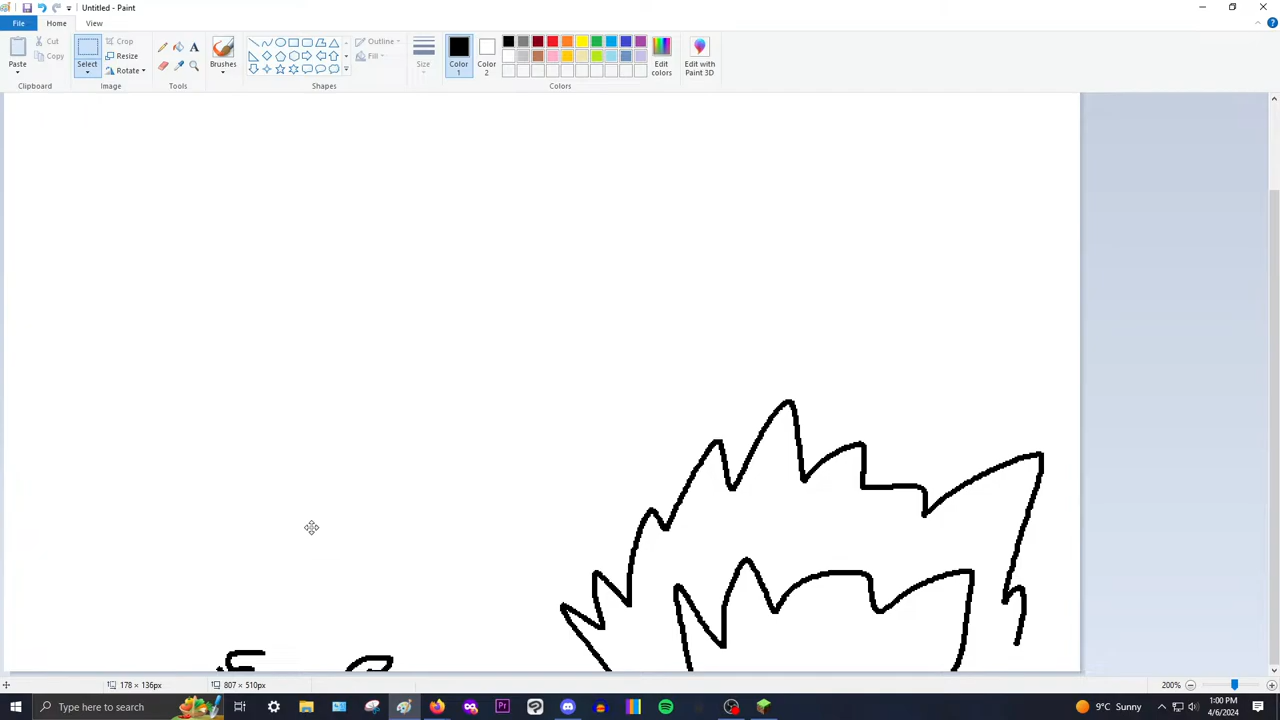 Untitled - Paint
File
Home
View
Paste
Cut
Copy
Clipboard
Select
Crop
Resize
Rotate
Image
Tools
Brushes
Outline
Fill
Shapes
Size
Color 1
Color 2
Edit colors
Colors
Edit with Paint 3D
178 × 136px
807 × 510px
200%
Type here to search
Pr
9°C Sunny
1:00 PM
4/6/2024